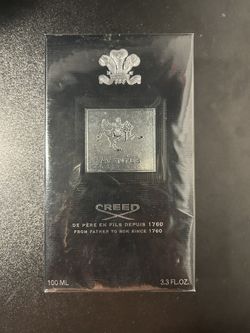 CREED
DE PÈRE EN FILS DEPUIS 1760
FROM FATHER TO SON SINCE 1760
100 ML 3.3 FL.OZ.